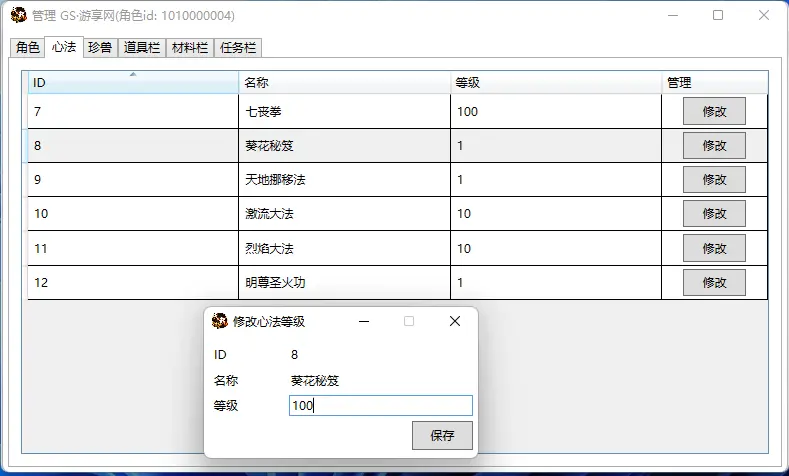 管理 GS·游享网(角色id: 1010000004)
角色 心法 珍兽 道具栏 材料栏 任务栏
ID 名称 等级 管理
7 七丧拳 100 修改
8 葵花秘笈 1 修改
9 天地挪移法 1 修改
10 激流大法 10 修改
11 烈焰大法 10 修改
12 明尊圣火功 1 修改
修改心法等级
ID 8
名称 葵花秘笈
等级 100
保存